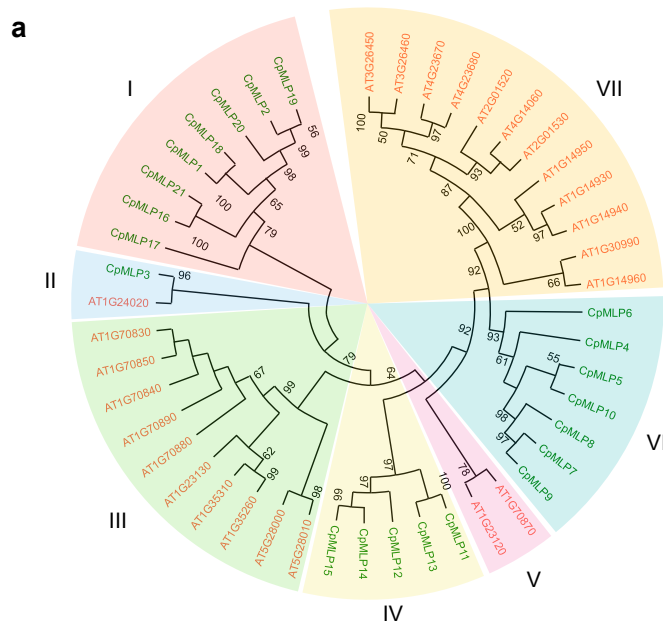 a
I
CpMLP19
CpMLP2
CpMLP20
CpMLP18
CpMLP1
CpMLP21
CpMLP16
CpMLP17
56
99
98
65
100
79
100
II
CpMLP3
AT1G24020
96
III
AT1G70830
AT1G70850
AT1G70840
AT1G70890
AT1G70880
AT1G23130
AT1G35310
AT1G35260
AT5G28000
AT5G28010
67
99
62
99
98
79
64
92
92
IV
CpMLP15
CpMLP14
CpMLP12
CpMLP13
CpMLP11
66
97
97
100
V
AT1G23120
AT1G70870
78
VI
CpMLP6
CpMLP4
CpMLP5
CpMLP10
CpMLP8
CpMLP7
CpMLP9
93
61
55
98
97
VII
AT3G26450
AT3G26460
AT4G23670
AT4G23680
AT2G01520
AT4G14060
AT2G01530
AT1G14950
AT1G14930
AT1G14940
AT1G30990
AT1G14960
100
50
97
71
93
87
52
97
100
66